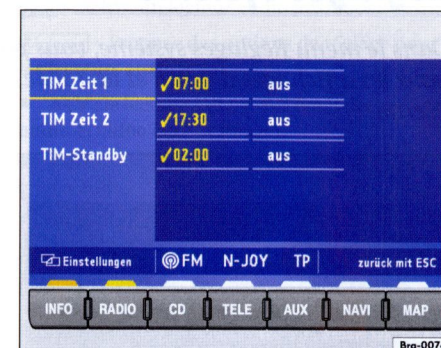 TIM Zeit 1 ✓07:00 aus
TIM Zeit 2 ✓17:30 aus
TIM-Standby ✓02:00 aus
Einstellungen FM N-JOY TP zurück mit ESC
INFO RADIO CD TELE AUX NAVI MAP